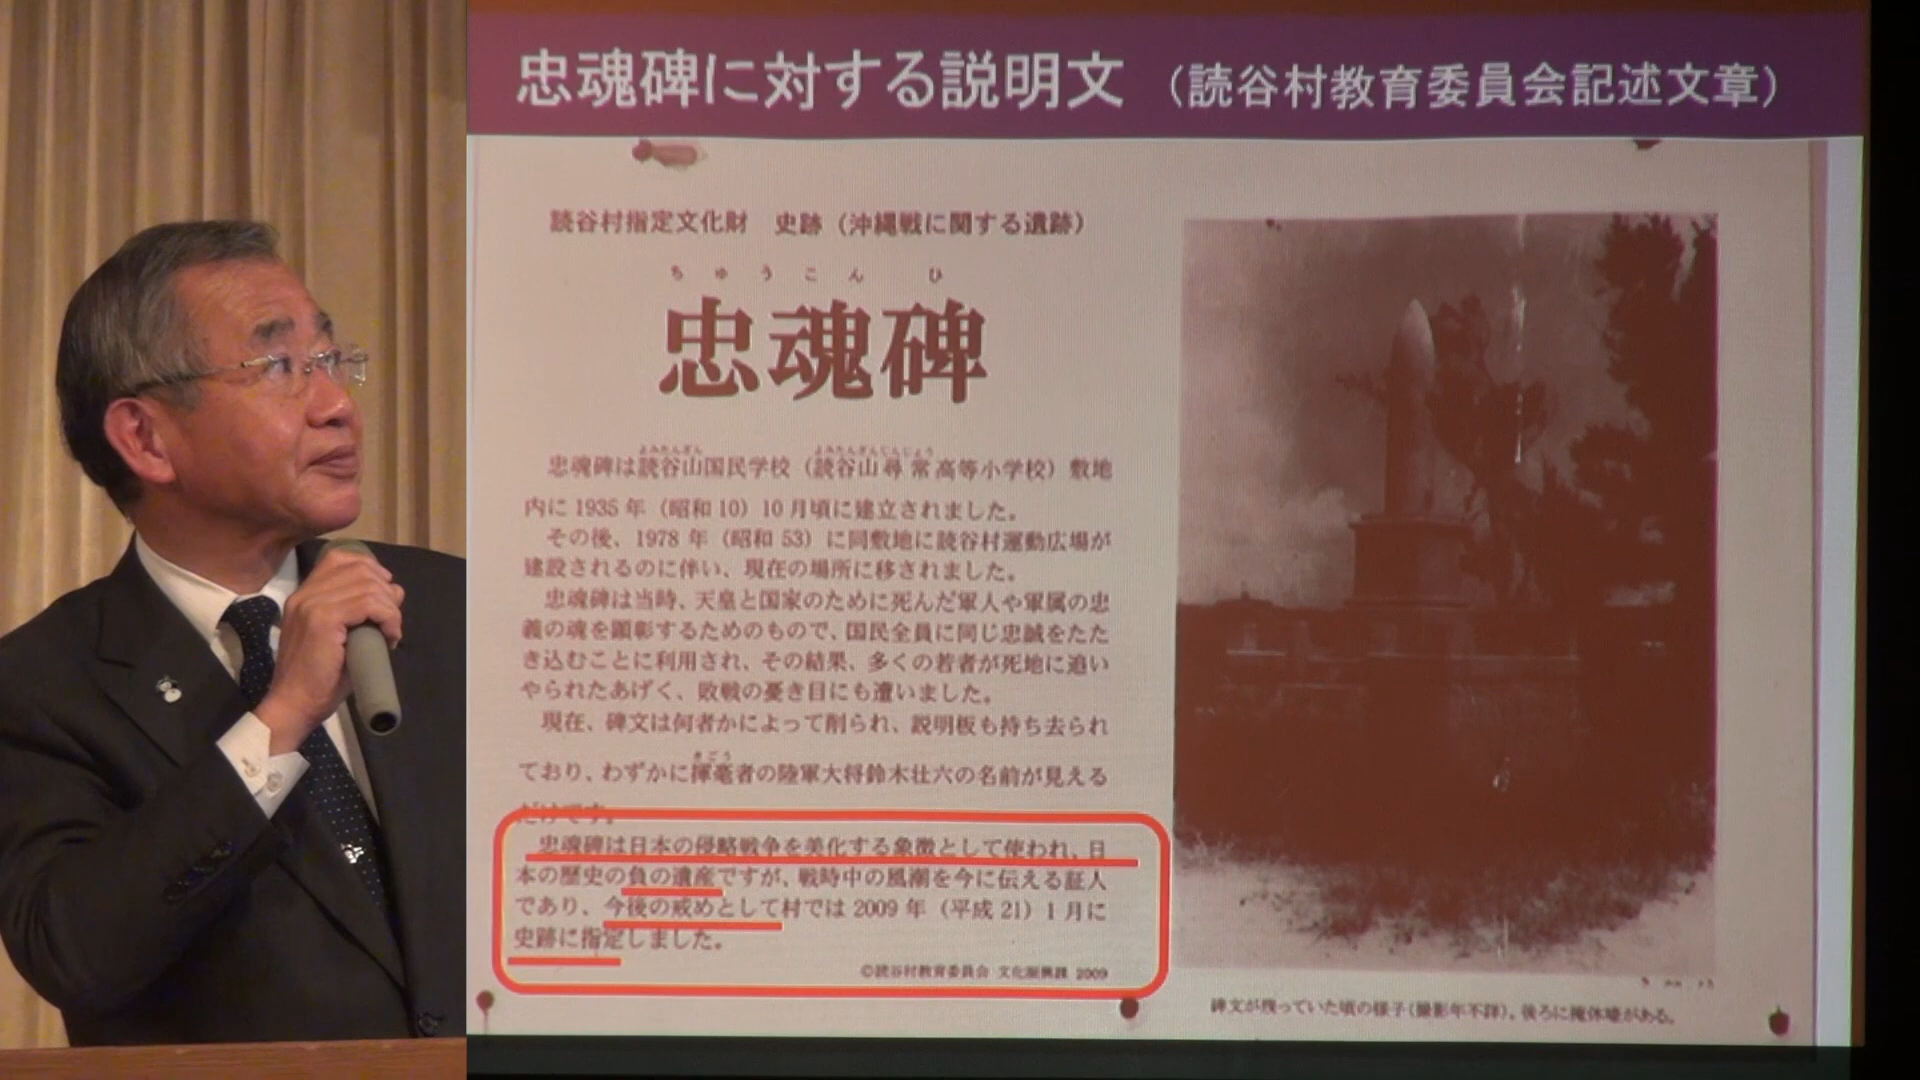 忠魂碑に対する説明文（読谷村教育委員会記述文章）
読谷村指定文化財　史跡（沖縄戦に関する遺跡）
ちゅうこん　ひ
忠魂碑
よみたんざん　よみたんざんじんじょう
忠魂碑は読谷山国民学校（読谷山尋常高等小学校）敷地
内に1935年（昭和10）10月頃に建立されました。
その後、1978年（昭和53）に同敷地に読谷村運動広場が
建設されるのに伴い、現在の場所に移されました。
忠魂碑は当時、天皇と国家のために死んだ軍人や軍属の忠
義の魂を顕彰するためのもので、国民全員に同じ忠誠をたた
き込むことに利用され、その結果、多くの若者が死地に追い
やられたあげく、敗戦の憂き目にも遭いました。
現在、碑文は何者かによって削られ、説明板も持ち去られ
きごう
ており、わずかに揮毫者の陸軍大将鈴木壮六の名前が見える
だけです。
忠魂碑は日本の侵略戦争を美化する象徴として使われ、日
本の歴史の負の遺産ですが、戦時中の風潮を今に伝える証人
であり、今後の戒めとして村では2009年（平成21）1月に
史跡に指定しました。
©読谷村教育委員会 文化振興課 2009
碑文が残っていた頃の様子（撮影年不詳）。後ろに掩体壕がある。